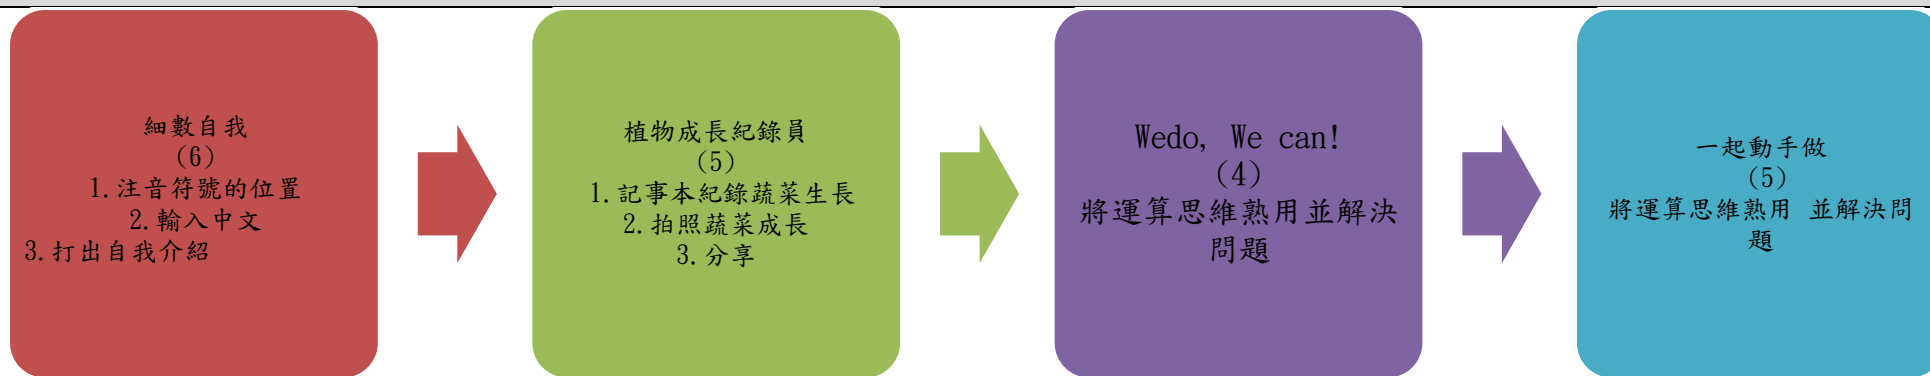 細數自我
(6)
1.注音符號的位置
2.輸入中文
3.打出自我介紹
植物成長紀錄員
(5)
1.記事本紀錄蔬菜生長
2.拍照蔬菜成長
3.分享
Wedo, We can!
(4)
將運算思維熟用並解決
問題
一起動手做
(5)
將運算思維熟用 並解決問
題